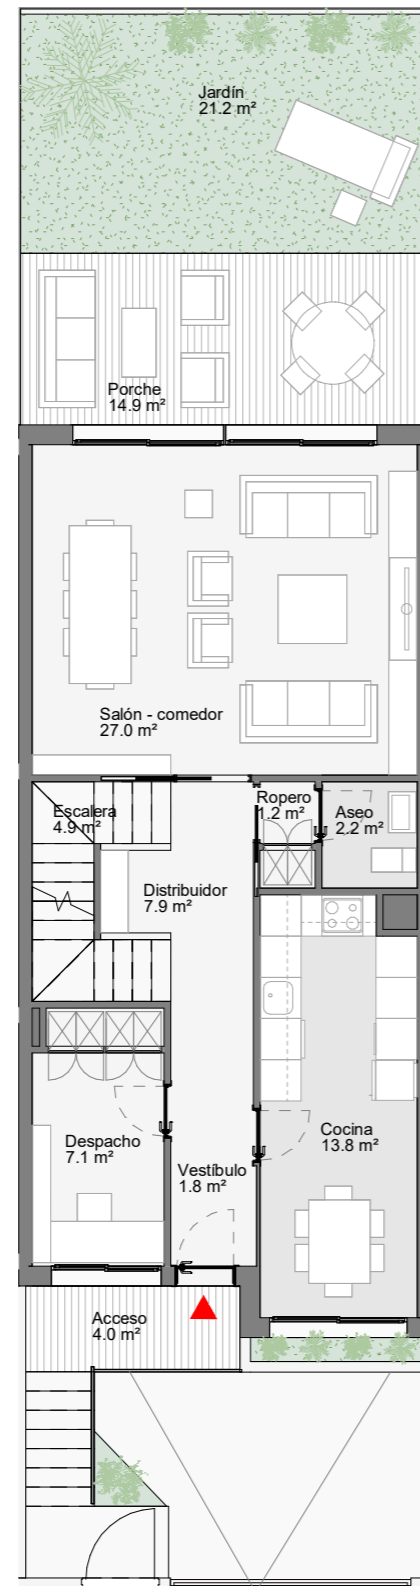 Jardín
21.2 m²
Porche
14.9 m²
Salón - comedor
27.0 m²
Escalera
4.9 m²
Ropero
1.2 m²
Aseo
2.2 m²
Distribuidor
7.9 m²
Despacho
7.1 m²
Cocina
13.8 m²
Vestíbulo
1.8 m²
Acceso
4.0 m²